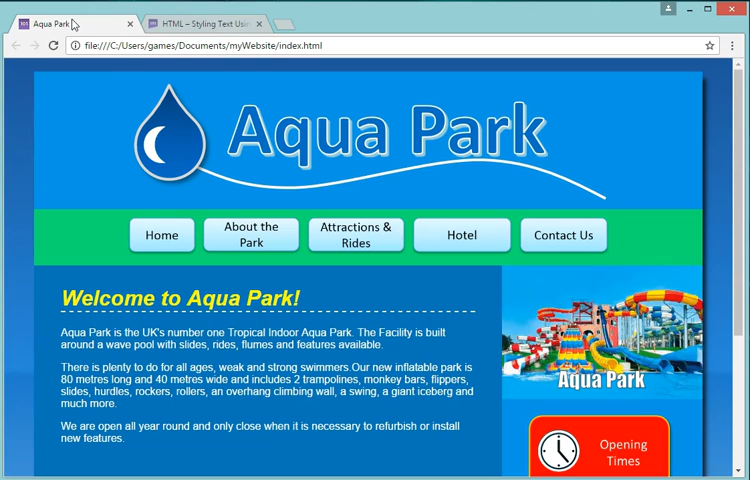 Aqua Park
HTML – Styling Text Usin
file:///C:/Users/games/Documents/myWebsite/index.html
Aqua Park
Home
About the
Park
Attractions &
Rides
Hotel
Contact Us
Welcome to Aqua Park!
Aqua Park is the UK's number one Tropical Indoor Aqua Park. The Facility is built
around a wave pool with slides, rides, flumes and features available.
There is plenty to do for all ages, weak and strong swimmers.Our new inflatable park is
80 metres long and 40 metres wide and includes 2 trampolines, monkey bars, flippers,
slides, hurdles, rockers, rollers, an overhang climbing wall, a swing, a giant iceberg and
much more.
We are open all year round and only close when it is necessary to refurbish or install
new features.
Aqua Park
Opening
Times